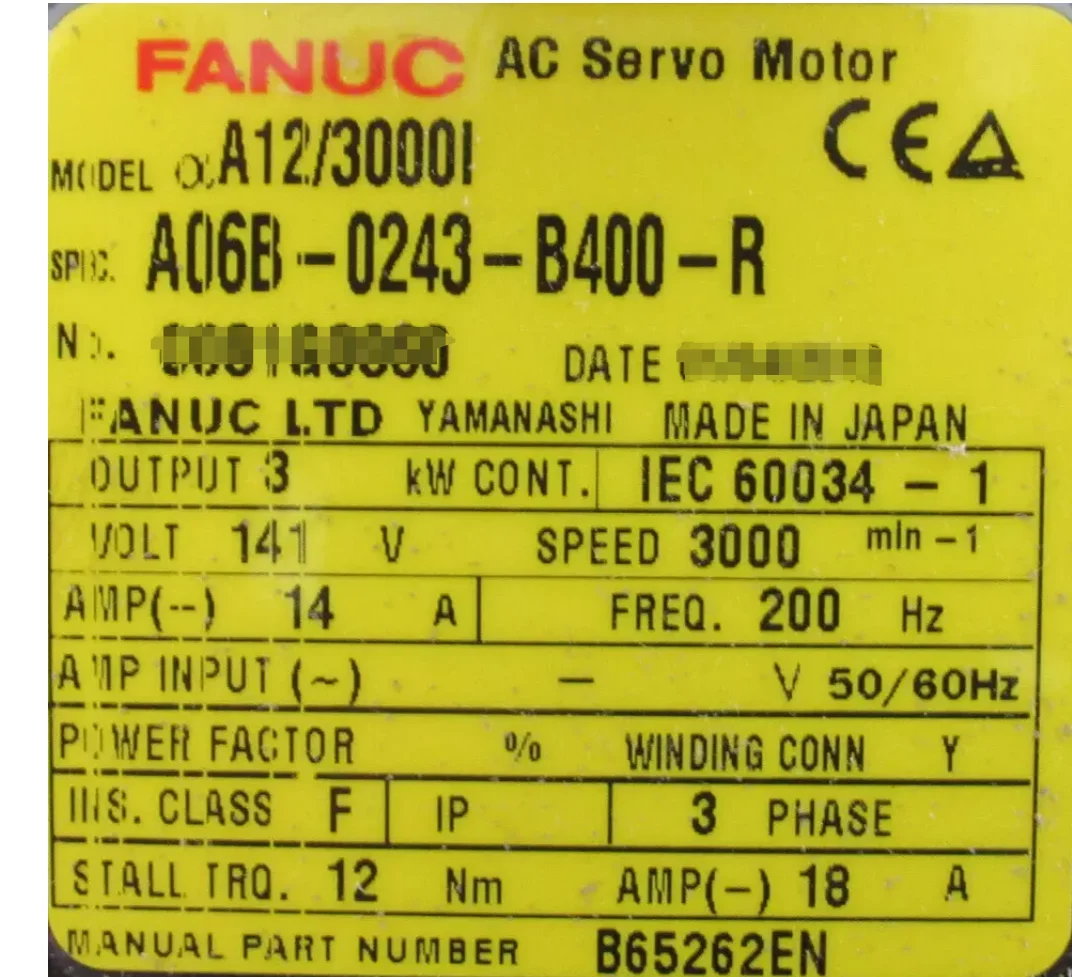 FANUC AC Servo Motor
MODEL αA12/3000I CE
SPEC. A06B-0243-B400-R
No. DATE
FANUC LTD YAMANASHI MADE IN JAPAN
OUTPUT 3 kW CONT. IEC 60034 - 1
VOLT 141 V SPEED 3000 mIn -1
AMP(--) 14 A FREQ. 200 Hz
AMP INPUT (~) - V 50/60Hz
POWER FACTOR % WINDING CONN Y
INS. CLASS F IP 3 PHASE
STALL TRQ. 12 Nm AMP(-) 18 A
MANUAL PART NUMBER B65262EN